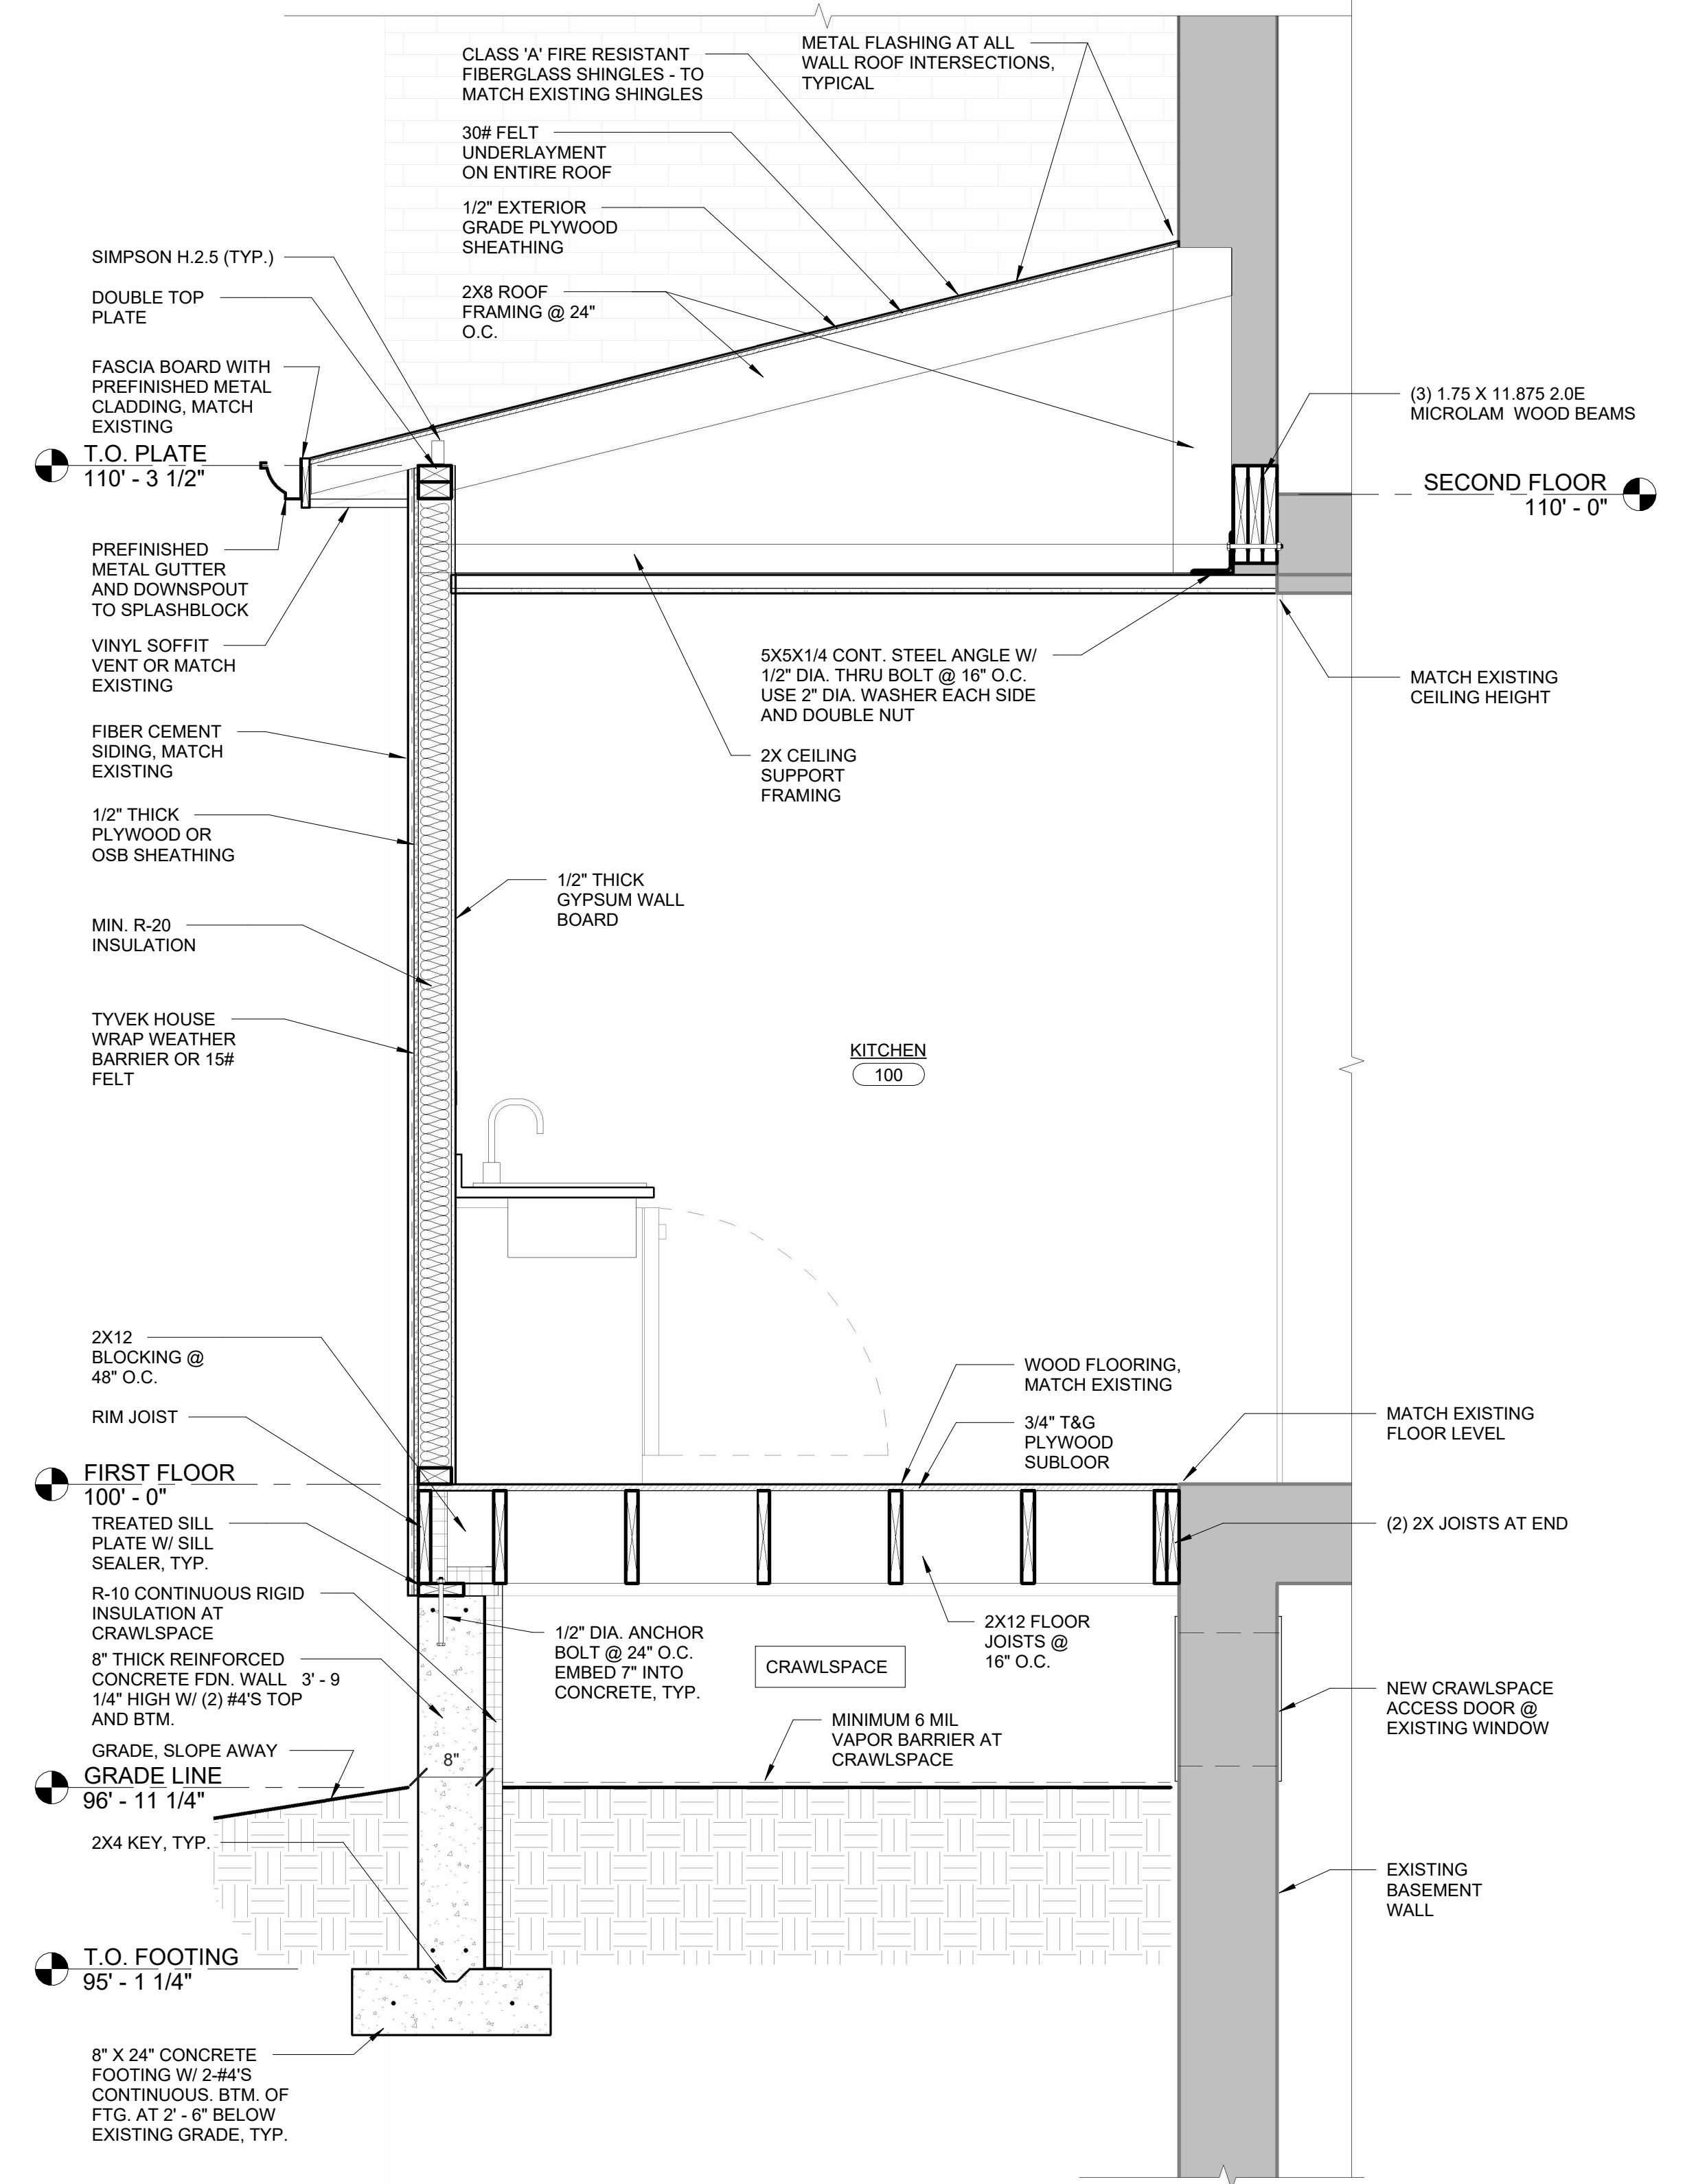 CLASS 'A' FIRE RESISTANT
FIBERGLASS SHINGLES - TO
MATCH EXISTING SHINGLES
METAL FLASHING AT ALL
WALL ROOF INTERSECTIONS,
TYPICAL
30# FELT
UNDERLAYMENT
ON ENTIRE ROOF
1/2" EXTERIOR
GRADE PLYWOOD
SHEATHING
2X8 ROOF
FRAMING @ 24"
O.C.
SIMPSON H.2.5 (TYP.)
DOUBLE TOP
PLATE
FASCIA BOARD WITH
PREFINISHED METAL
CLADDING, MATCH
EXISTING
T.O. PLATE
110' - 3 1/2"
(3) 1.75 X 11.875 2.0E
MICROLAM WOOD BEAMS
SECOND FLOOR
110' - 0"
PREFINISHED
METAL GUTTER
AND DOWNSPOUT
TO SPLASHBLOCK
VINYL SOFFIT
VENT OR MATCH
EXISTING
5X5X1/4 CONT. STEEL ANGLE W/
1/2" DIA. THRU BOLT @ 16" O.C.
USE 2" DIA. WASHER EACH SIDE
AND DOUBLE NUT
MATCH EXISTING
CEILING HEIGHT
2X CEILING
SUPPORT
FRAMING
FIBER CEMENT
SIDING, MATCH
EXISTING
1/2" THICK
PLYWOOD OR
OSB SHEATHING
1/2" THICK
GYPSUM WALL
BOARD
MIN. R-20
INSULATION
TYVEK HOUSE
WRAP WEATHER
BARRIER OR 15#
FELT
KITCHEN
100
2X12
BLOCKING @
48" O.C.
RIM JOIST
WOOD FLOORING,
MATCH EXISTING
3/4" T&G
PLYWOOD
SUBLOOR
MATCH EXISTING
FLOOR LEVEL
FIRST FLOOR
100' - 0"
TREATED SILL
PLATE W/ SILL
SEALER, TYP.
(2) 2X JOISTS AT END
R-10 CONTINUOUS RIGID
INSULATION AT
CRAWLSPACE
8" THICK REINFORCED
CONCRETE FDN. WALL 3' - 9
1/4" HIGH W/ (2) #4'S TOP
AND BTM.
1/2" DIA. ANCHOR
BOLT @ 24" O.C.
EMBED 7" INTO
CONCRETE, TYP.
CRAWLSPACE
2X12 FLOOR
JOISTS @
16" O.C.
NEW CRAWLSPACE
ACCESS DOOR @
EXISTING WINDOW
MINIMUM 6 MIL
VAPOR BARRIER AT
CRAWLSPACE
8"
GRADE, SLOPE AWAY
GRADE LINE
96' - 11 1/4"
2X4 KEY, TYP.
EXISTING
BASEMENT
WALL
T.O. FOOTING
95' - 1 1/4"
8" X 24" CONCRETE
FOOTING W/ 2-#4'S
CONTINUOUS. BTM. OF
FTG. AT 2' - 6" BELOW
EXISTING GRADE, TYP.